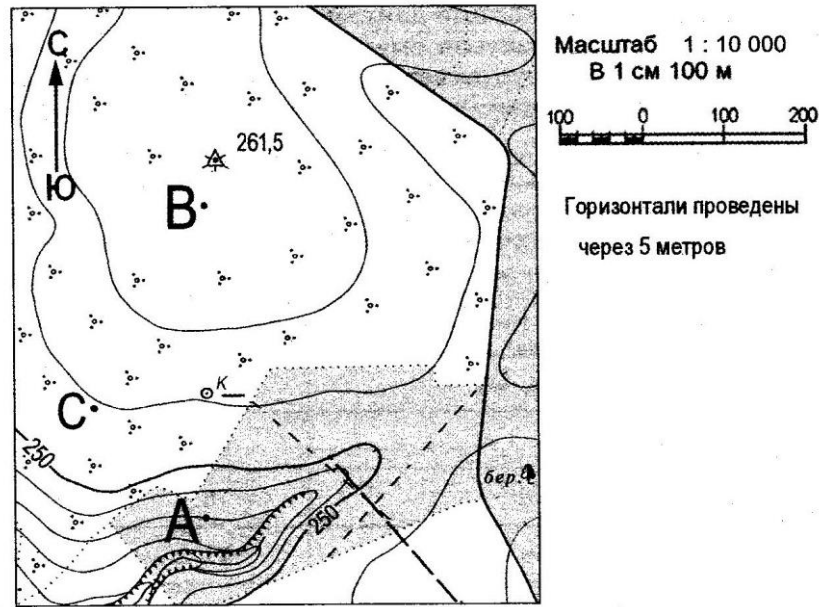 С
Ю
261,5
В
К
С
250
А
250
бер.
Масштаб 1 : 10 000
В 1 см 100 м
100 0 100 200
Горизонтали проведены
через 5 метров